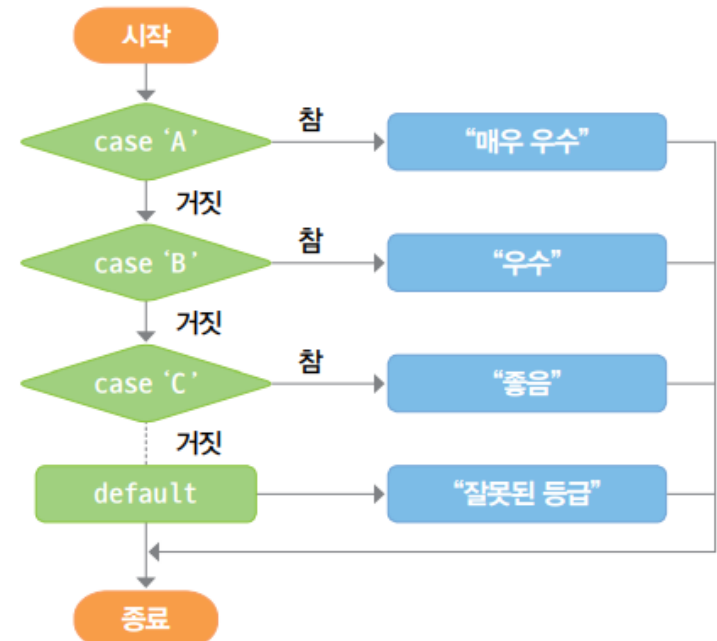 시작
case ‘A’
참
“매우 우수”
거짓
case ‘B’
참
“우수”
거짓
case ‘C’
참
“좋음”
거짓
default
“잘못된 등급”
종료